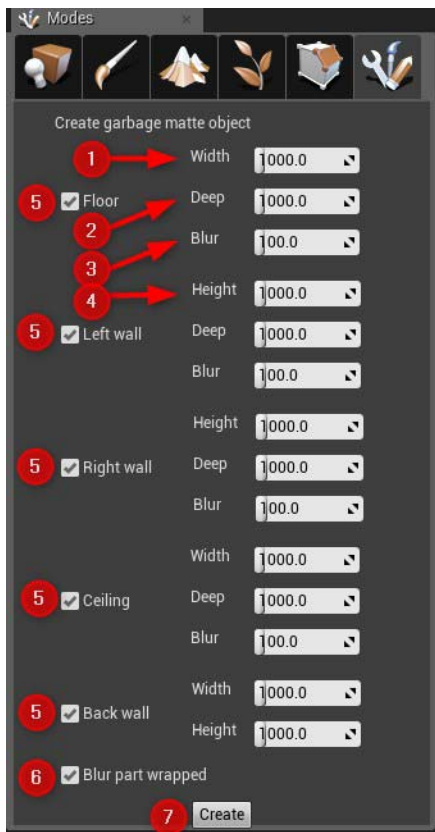 Modes
Create garbage matte object
1 Width 1000.0
5 Floor 2 Deep 1000.0
3 Blur 100.0
4 Height 1000.0
5 Left wall Deep 1000.0
Blur 100.0
Height 1000.0
5 Right wall Deep 1000.0
Blur 100.0
Width 1000.0
5 Ceiling Deep 1000.0
Blur 100.0
Width 1000.0
5 Back wall
Height 1000.0
6 Blur part wrapped
7 Create